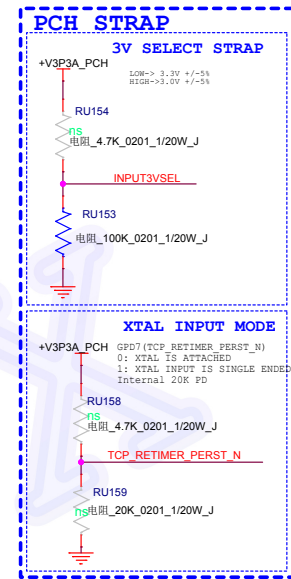 PCH STRAP
3V SELECT STRAP
+V3P3A_PCH
LOW-> 3.3V +/-5%
HIGH->3.0V +/-5%
RU154
ns
电阻_4.7K_0201_1/20W_J
INPUT3VSEL
RU153
电阻_100K_0201_1/20W_J
XTAL INPUT MODE
+V3P3A_PCH
GPD7(TCP_RETIMER_PERST_N)
0: XTAL IS ATTACHED
1: XTAL INPUT IS SINGLE ENDED
Internal 20K PD
RU158
ns
电阻_4.7K_0201_1/20W_J
TCP_RETIMER_PERST_N
RU159
ns电阻_20K_0201_1/20W_J